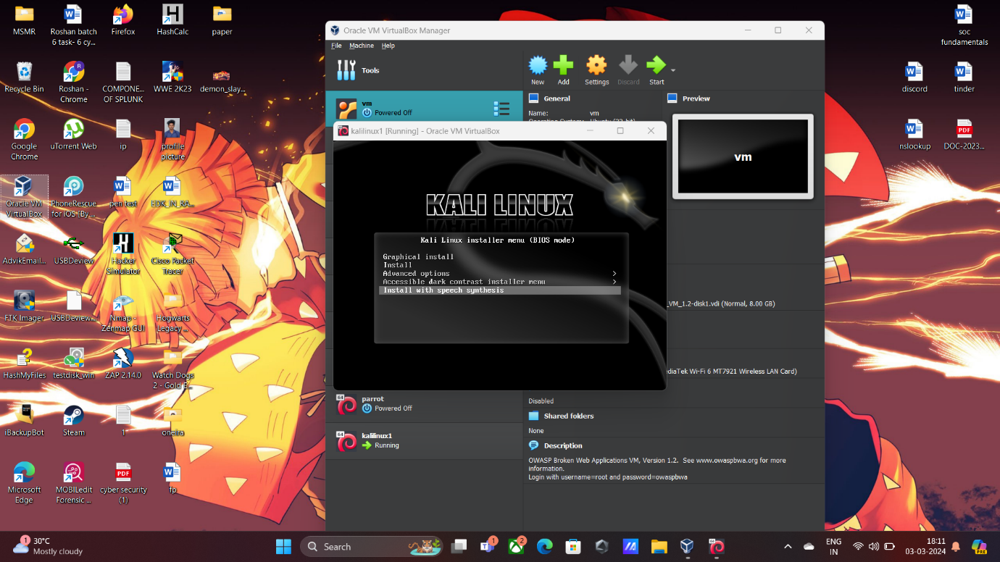 MSMR
Roshan batch
6 task- 6 cy...
Firefox
HashCalc
paper
Recycle Bin
Roshan -
Chrome
COMPONE...
OF SPLUNK
WWE 2K23
demon_slay...
Google
Chrome
uTorrent Web
ip
profile
picture
Oracle VM
VirtualBox
PhoneRescue
for iOS [By ...
pen test
EDK_IN_RA...
AdvikEmail...
USBDeview
Hacker
Simulator
Cisco Packet
Tracer
FTK Imager
USBDeview...
Nmap -
Zenmap GUI
Hogwarts
Legacy ...
HashMyFiles
testdisk_win
ZAP 2.14.0
Watch Dogs
2 - Gold E...
iBackupBot
Steam
1
oneira
Microsoft
Edge
MOBILedit
Forensic ...
cyber security
(1)
fp
soc
fundamentals
discord
tinder
nslookup
DOC-2023...
Oracle VM VirtualBox Manager
File Machine Help
Tools
New
Add
Settings
Discard
Start
vm
Powered Off
General
Name: vm
Preview
vm
kalilinux1 [Running] - Oracle VM VirtualBox
KALI LINUX
Kali Linux installer menu (BIOS mode)
Graphical install
Install
Advanced options >
Accessible dark contrast installer menu >
Install with speech synthesis
_VM_1.2-disk1.vdi (Normal, 8.00 GB)
diaTek Wi-Fi 6 MT7921 Wireless LAN Card)
parrot
Powered Off
kalilinux1
Running
Disabled
Shared folders
None
Description
OWASP Broken Web Applications VM, Version 1.2. See www.owaspbwa.org for more
information.
Login with username=root and password=owaspbwa
30°C
Mostly cloudy
Search
ENG
IN
18:11
03-03-2024